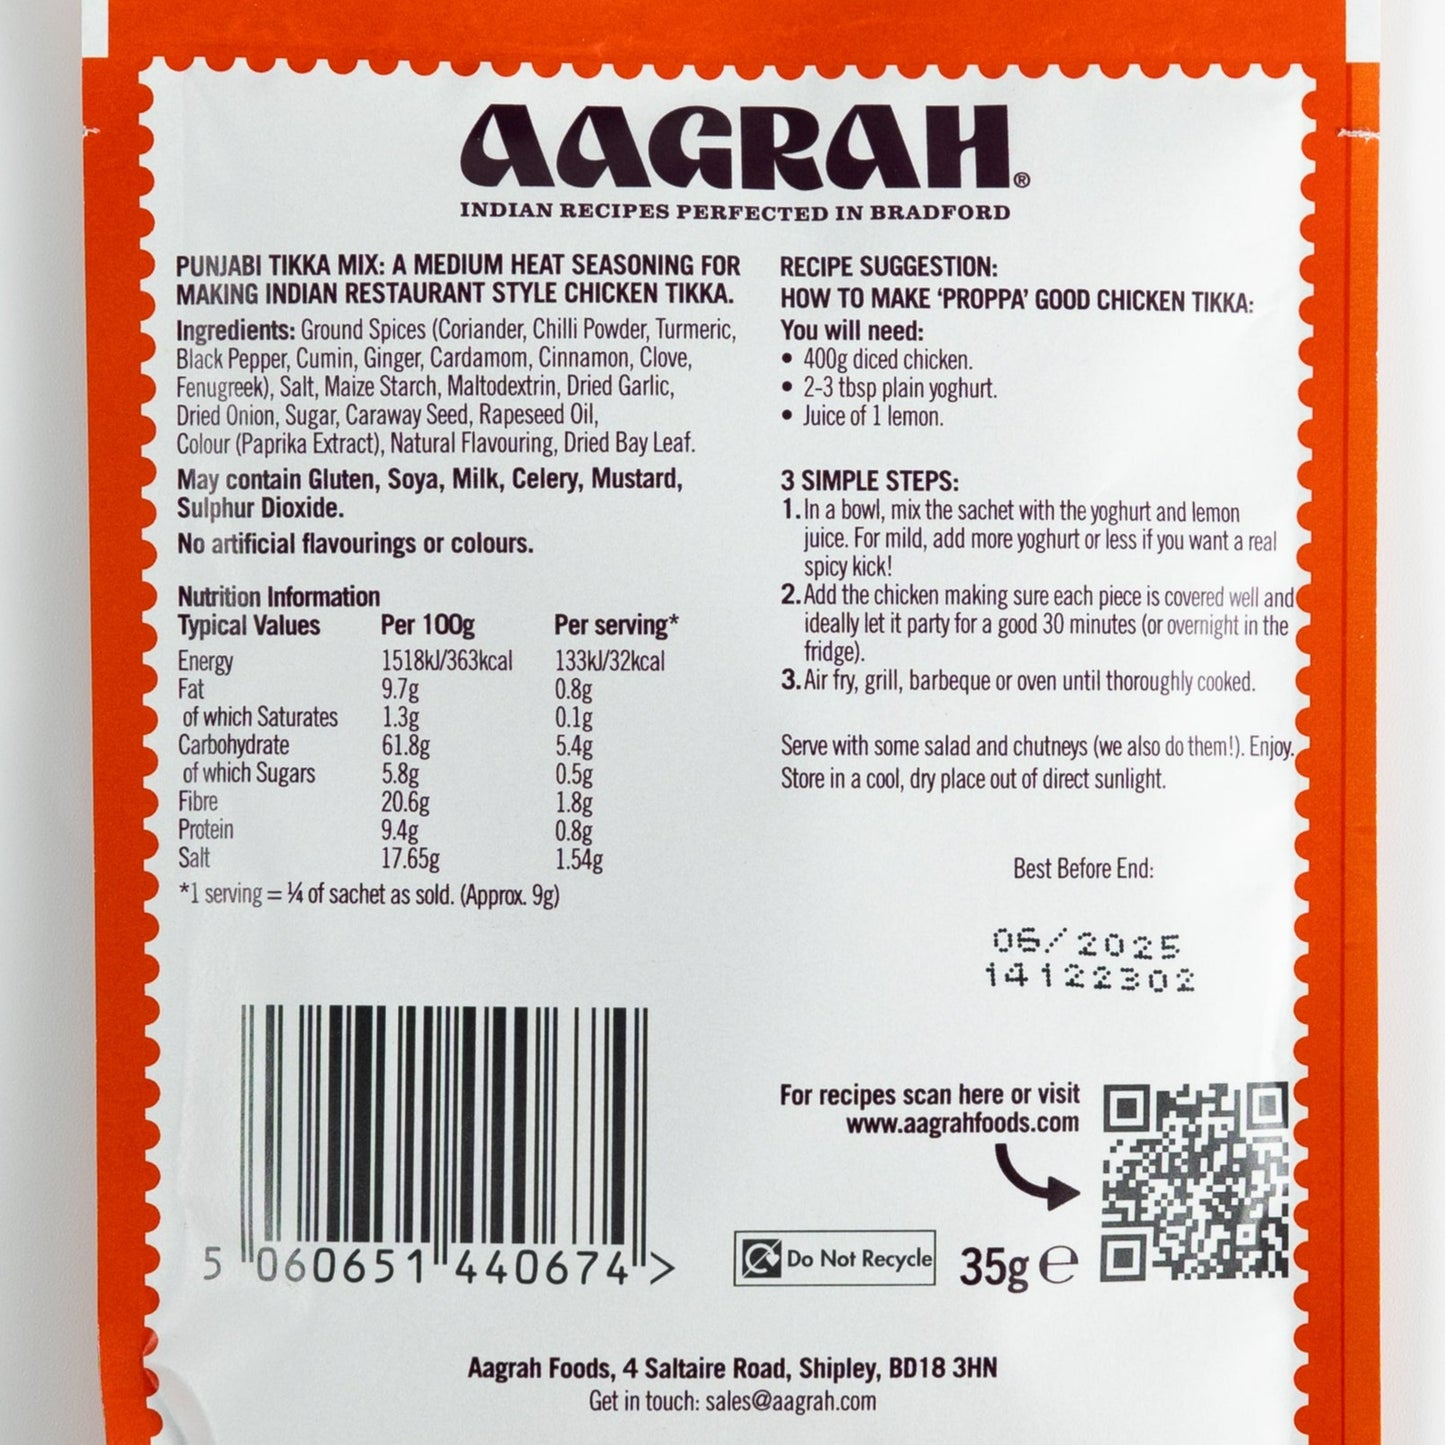 AAGRAH®
INDIAN RECIPES PERFECTED IN BRADFORD
PUNJABI TIKKA MIX: A MEDIUM HEAT SEASONING FOR
MAKING INDIAN RESTAURANT STYLE CHICKEN TIKKA.
Ingredients: Ground Spices (Coriander, Chilli Powder, Turmeric,
Black Pepper, Cumin, Ginger, Cardamom, Cinnamon, Clove,
Fenugreek), Salt, Maize Starch, Maltodextrin, Dried Garlic,
Dried Onion, Sugar, Caraway Seed, Rapeseed Oil,
Colour (Paprika Extract), Natural Flavouring, Dried Bay Leaf.
May contain Gluten, Soya, Milk, Celery, Mustard,
Sulphur Dioxide.
No artificial flavourings or colours.
Nutrition Information
Typical Values Per 100g Per serving*
Energy 1518kJ/363kcal 133kJ/32kcal
Fat 9.7g 0.8g
of which Saturates 1.3g 0.1g
Carbohydrate 61.8g 5.4g
of which Sugars 5.8g 0.5g
Fibre 20.6g 1.8g
Protein 9.4g 0.8g
Salt 17.65g 1.54g
*1 serving = ¼ of sachet as sold. (Approx. 9g)
5 060651 440674 >
RECIPE SUGGESTION:
HOW TO MAKE ‘PROPPA’ GOOD CHICKEN TIKKA:
You will need:
• 400g diced chicken.
• 2-3 tbsp plain yoghurt.
• Juice of 1 lemon.
3 SIMPLE STEPS:
1. In a bowl, mix the sachet with the yoghurt and lemon
juice. For mild, add more yoghurt or less if you want a real
spicy kick!
2. Add the chicken making sure each piece is covered well and
ideally let it party for a good 30 minutes (or overnight in the
fridge).
3. Air fry, grill, barbeque or oven until thoroughly cooked.
Serve with some salad and chutneys (we also do them!). Enjoy.
Store in a cool, dry place out of direct sunlight.
Best Before End:
06/2025
14122302
For recipes scan here or visit
www.aagrahfoods.com
Do Not Recycle
35g ℮
Aagrah Foods, 4 Saltaire Road, Shipley, BD18 3HN
Get in touch: sales@aagrah.com